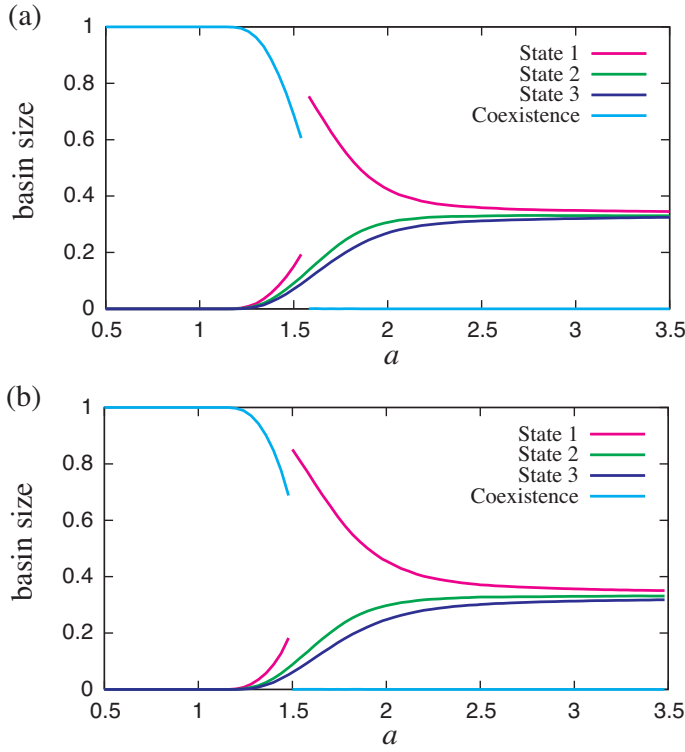 (a)
1
0.8
0.6
0.4
0.2
0
basin size
State 1
State 2
State 3
Coexistence
0.5 1 1.5 2 2.5 3 3.5
a
(b)
1
0.8
0.6
0.4
0.2
0
basin size
State 1
State 2
State 3
Coexistence
0.5 1 1.5 2 2.5 3 3.5
a